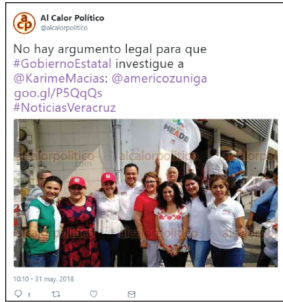 Al Calor Político
@alcalorpolitico
No hay argumento legal para que
#GobiernoEstatal investigue a
@KarimeMacias: @americozuniga
goo.gl/P5QqQs
#NoticiasVeracruz
MEADE
alcalorpolitico
alcalorpolitico
10:10 - 31 may. 2018